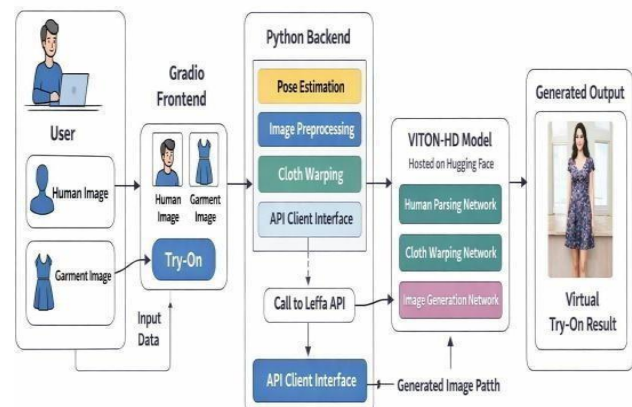 User
Human Image
Garment Image
Input
Data
Gradio
Frontend
Human
Image
Garment
Image
Try-On
Python Backend
Pose Estimation
Image Preprocessing
Cloth Warping
API Client Interface
Call to Leffa API
API Client Interface
VITON-HD Model
Hosted on Hugging Face
Human Parsing Network
Cloth Warping Network
Image Generation Network
Generated Image Patth
Generated Output
Virtual
Try-On Result